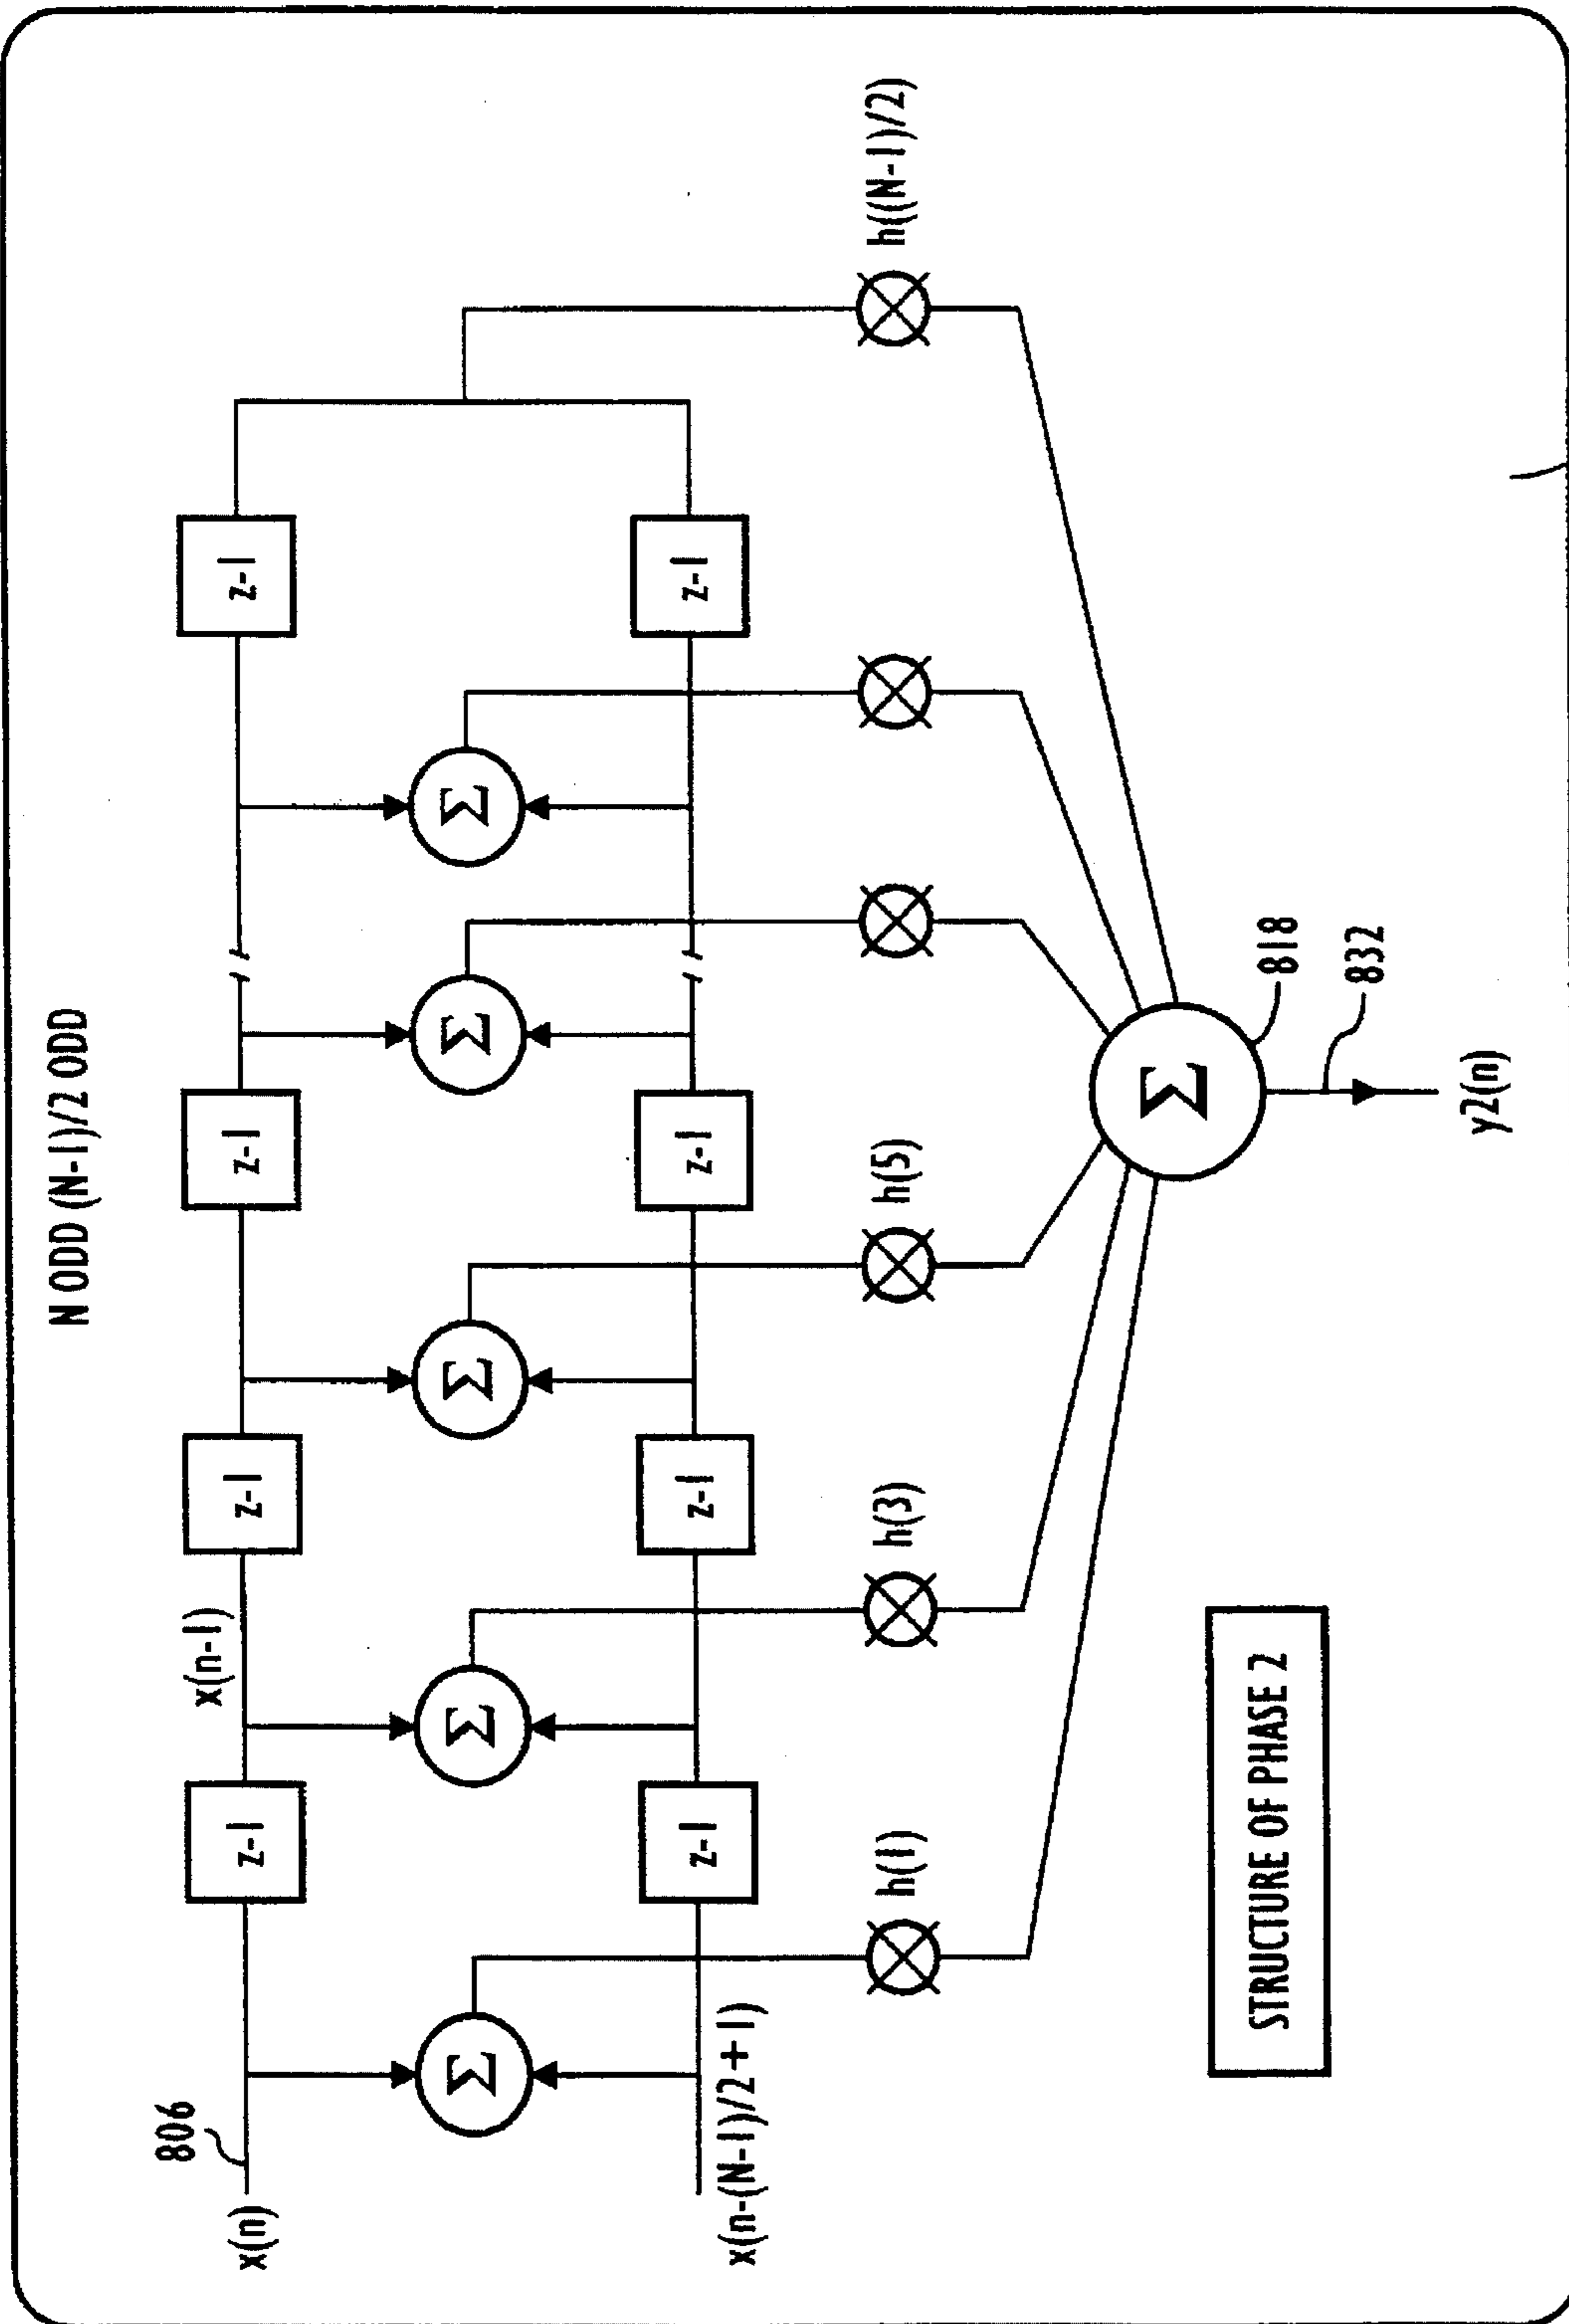 N ODD (N-1)/2 ODD
806
x(n)
x(n-1)
z-1
z-1
z-1
z-1
Σ
Σ
Σ
Σ
Σ
x(n-(N-1)/2+1)
z-1
z-1
z-1
z-1
h(1)
h(3)
h(5)
h((N-1)/2)
Σ
818
832
y2(n)
STRUCTURE OF PHASE 2